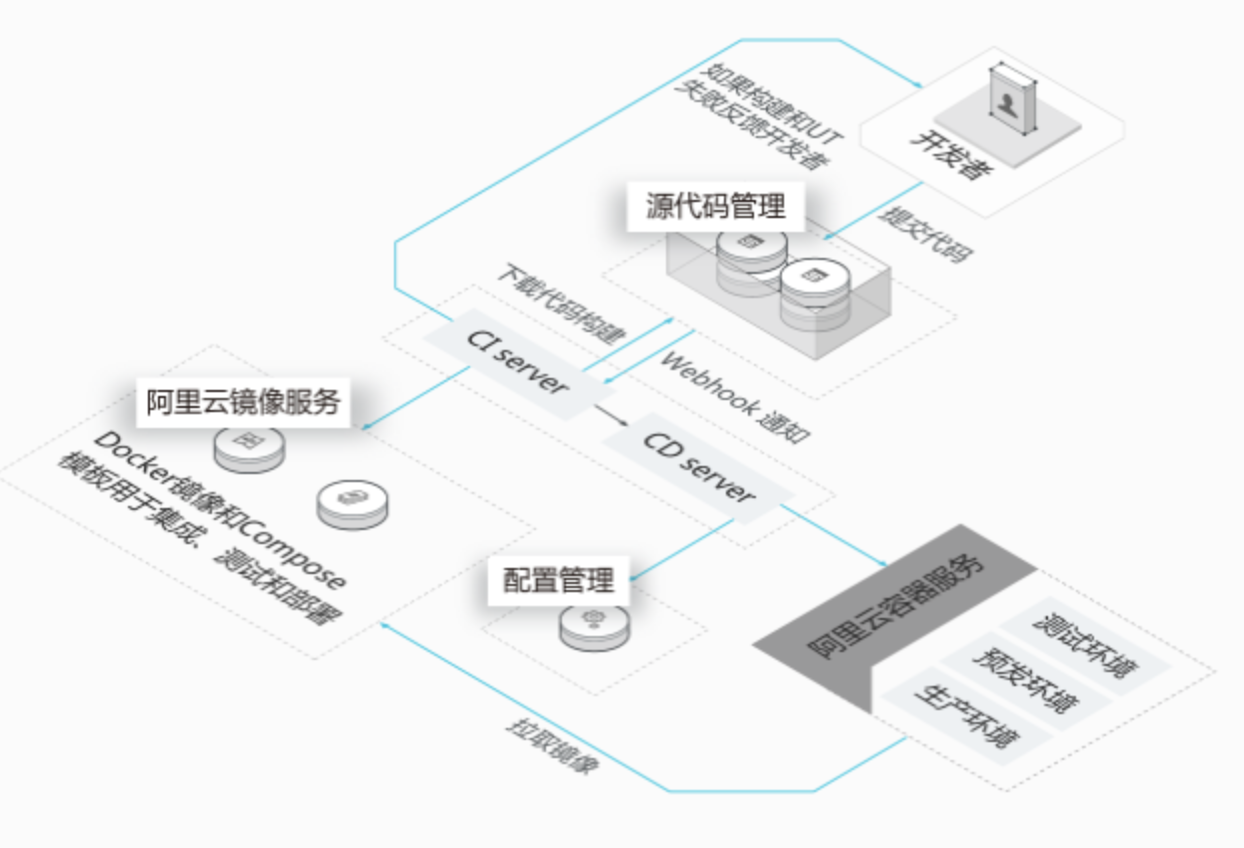 如果构建和UT
失败反馈开发者
开发者
源代码管理
提交代码
下载代码构建
CI server
Webhook 通知
阿里云镜像服务
CD server
Docker镜像和Compose
模板用于集成、测试和部署
配置管理
阿里云容器服务
测试环境
预发环境
生产环境
拉取镜像